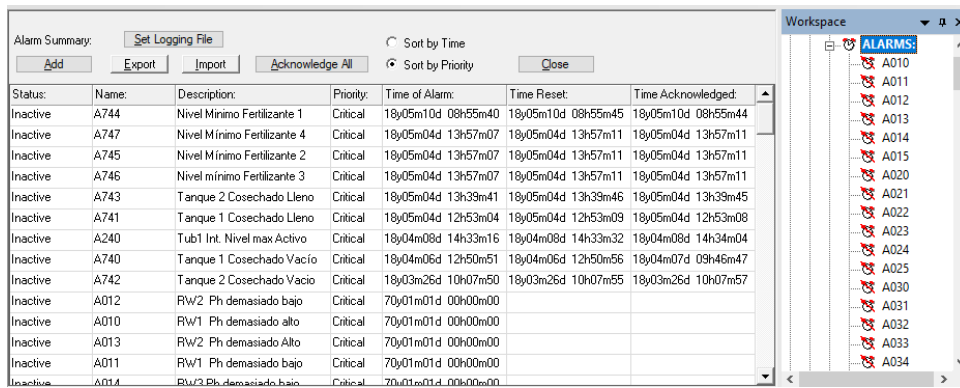 Alarm Summary: Set Logging File
Sort by Time
Add Export Import Acknowledge All Sort by Priority Close
Status: Name: Description: Priority: Time of Alarm: Time Reset: Time Acknowledged:
Inactive A744 Nivel Minimo Fertilizante 1 Critical 18y05m10d 08h55m40 18y05m10d 08h55m45 18y05m10d 08h55m44
Inactive A747 Nivel Mínimo Fertilizante 4 Critical 18y05m04d 13h57m07 18y05m04d 13h57m11 18y05m04d 13h57m11
Inactive A745 Nivel Mínimo Fertilizante 2 Critical 18y05m04d 13h57m07 18y05m04d 13h57m11 18y05m04d 13h57m11
Inactive A746 Nivel mínimo Fertilizante 3 Critical 18y05m04d 13h57m07 18y05m04d 13h57m11 18y05m04d 13h57m11
Inactive A743 Tanque 2 Cosechado Lleno Critical 18y05m04d 13h39m41 18y05m04d 13h39m46 18y05m04d 13h39m45
Inactive A741 Tanque 1 Cosechado Lleno Critical 18y05m04d 12h53m04 18y05m04d 12h53m09 18y05m04d 12h53m08
Inactive A240 Tub1 Int. Nivel max Activo Critical 18y04m08d 14h33m16 18y04m08d 14h33m32 18y04m08d 14h34m04
Inactive A740 Tanque 1 Cosechado Vacío Critical 18y04m06d 12h50m51 18y04m06d 12h50m56 18y04m07d 09h46m47
Inactive A742 Tanque 2 Cosechado Vacio Critical 18y03m26d 10h07m50 18y03m26d 10h07m55 18y03m26d 10h07m57
Inactive A012 RW2 Ph demasiado bajo Critical 70y01m01d 00h00m00
Inactive A010 RW1 Ph demasiado alto Critical 70y01m01d 00h00m00
Inactive A013 RW2 Ph demasiado Alto Critical 70y01m01d 00h00m00
Inactive A011 RW1 Ph demasiado bajo Critical 70y01m01d 00h00m00
Inactive A014 RW3 Ph demasiado bajo Critical 70y01m01d 00h00m00
Workspace
ALARMS:
A010
A011
A012
A013
A014
A015
A020
A021
A022
A023
A024
A025
A030
A031
A032
A033
A034